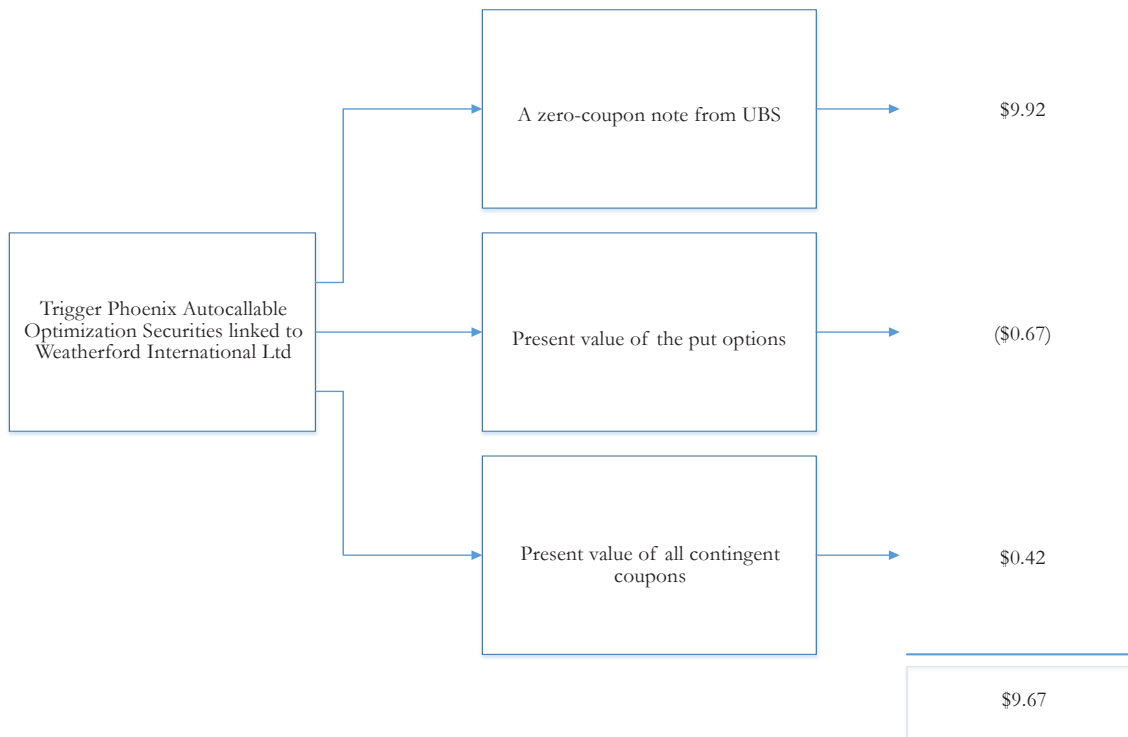 A zero-coupon note from UBS
$9.92
Trigger Phoenix Autocallable
Optimization Securities linked to
Weatherford International Ltd
Present value of the put options
($0.67)
Present value of all contingent
coupons
$0.42
$9.67